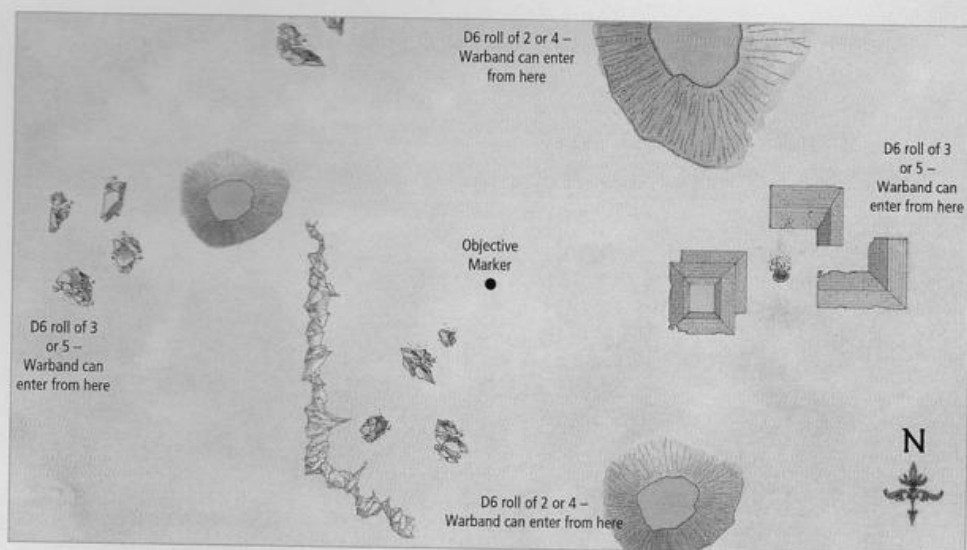 D6 roll of 2 or 4 –
Warband can enter
from here
D6 roll of 3
or 5 –
Warband can
enter from here
Objective
Marker
D6 roll of 3
or 5 –
Warband can
enter from here
N
D6 roll of 2 or 4 –
Warband can enter from here